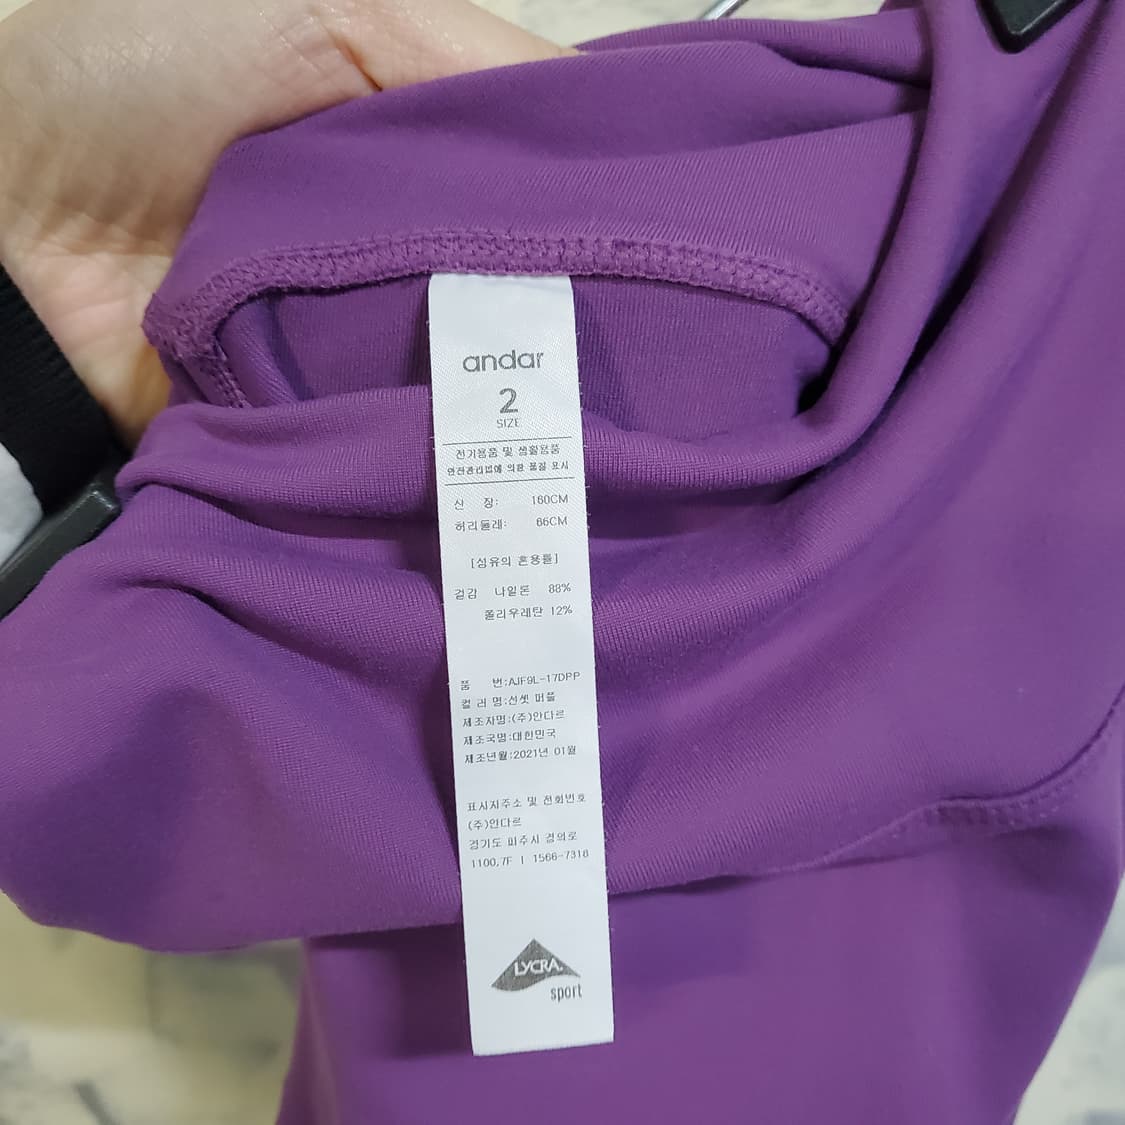 andar
2
SIZE
전기용품 및 생활용품
안전관리법에 의한 품질 표시
신 장: 160CM
허리둘레: 66CM
[섬유의 혼용률]
겉감 나일론 88%
폴리우레탄 12%
품 번:AJF9L-17DPP
컬 러 명:선셋 퍼플
제조자명:(주)안다르
제조국명:대한민국
제조년월:2021년 01월
표시자주소 및 전화번호
(주)안다르
경기도 파주시 경의로
1100,7F | 1566-7318
LYCRA.
sport